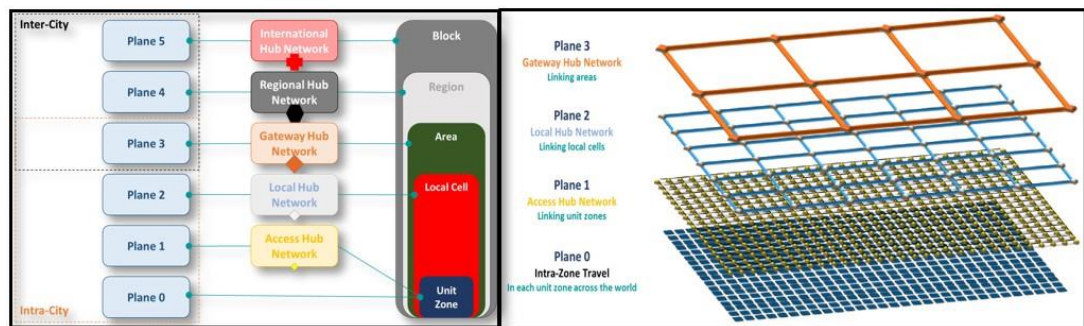 Inter-City
Plane 5
International
Hub Network
Block
Plane 4
Regional Hub
Network
Region
Plane 3
Gateway Hub
Network
Area
Plane 2
Local Hub
Network
Local Cell
Plane 1
Access Hub
Network
Plane 0
Unit
Zone
Intra-City
Plane 3
Gateway Hub Network
Linking areas
Plane 2
Local Hub Network
Linking local cells
Plane 1
Access Hub Network
Linking unit zones
Plane 0
Intra-Zone Travel
In each unit zone across the world